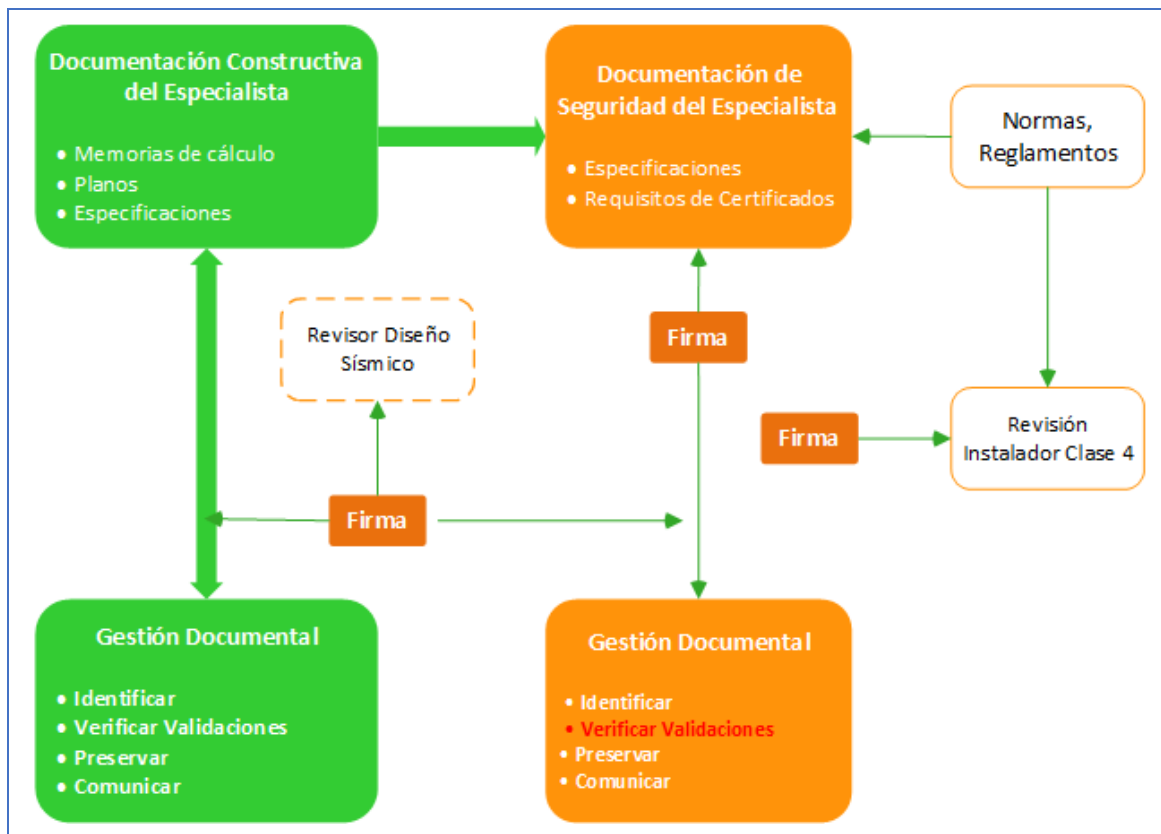 Documentación Constructiva
del Especialista
• Memorias de cálculo
• Planos
• Especificaciones
Documentación de
Seguridad del Especialista
• Especificaciones
• Requisitos de Certificados
Normas,
Reglamentos
Revisor Diseño
Sísmico
Firma
Firma
Revisión
Instalador Clase 4
Firma
Gestión Documental
• Identificar
• Verificar Validaciones
• Preservar
• Comunicar
Gestión Documental
• Identificar
• Verificar Validaciones
• Preservar
• Comunicar